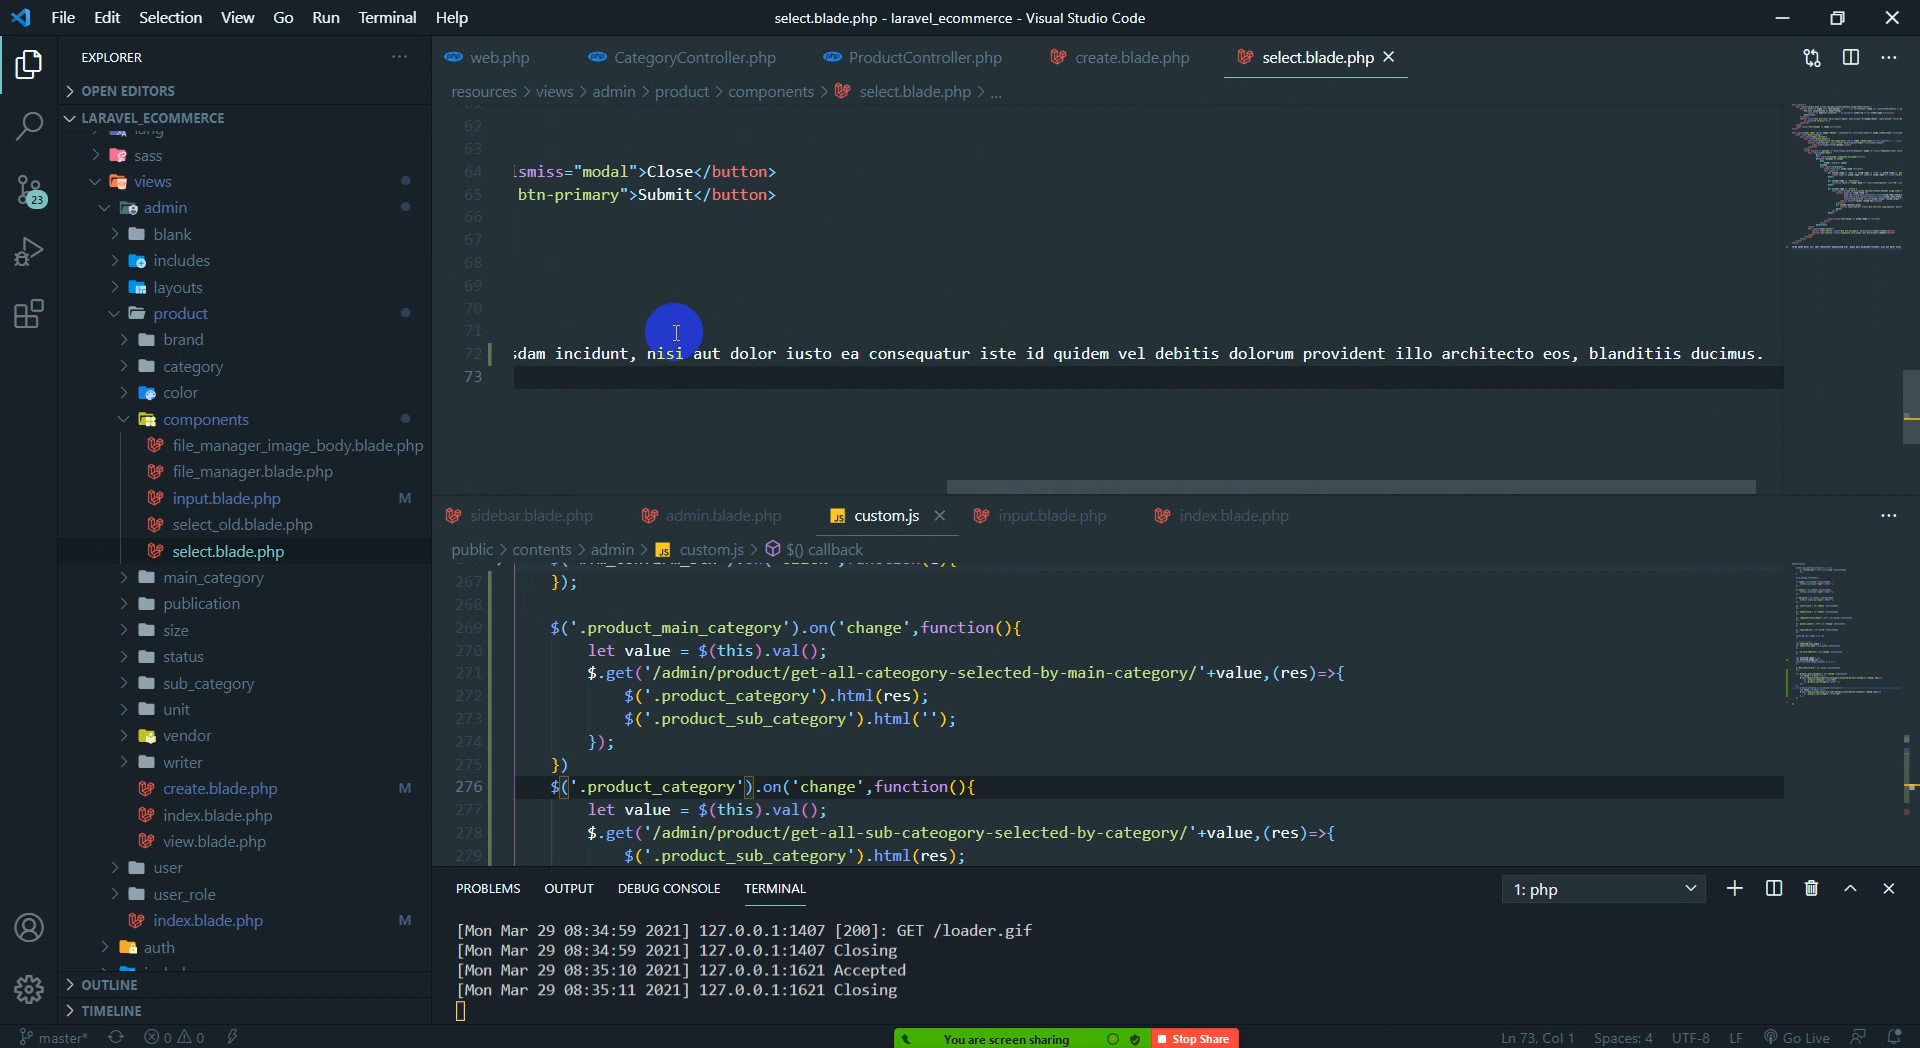 File Edit Selection View Go Run Terminal Help
select.blade.php - laravel_ecommerce - Visual Studio Code
EXPLORER
OPEN EDITORS
LARAVEL_ECOMMERCE
lang
sass
views
admin
blank
includes
layouts
product
brand
category
color
components
file_manager_image_body.blade.php
file_manager.blade.php
input.blade.php M
select_old.blade.php
select.blade.php
main_category
publication
size
status
sub_category
unit
vendor
writer
create.blade.php M
index.blade.php
view.blade.php
user
user_role
index.blade.php M
auth
OUTLINE
TIMELINE
23
web.php CategoryController.php ProductController.php create.blade.php select.blade.php
resources > views > admin > product > components > select.blade.php > ...
62
63
64 ismiss="modal">Close</button>
65 btn-primary">Submit</button>
66
67
68
69
70
71
72 sdam incidunt, nisi aut dolor iusto ea consequatur iste id quidem vel debitis dolorum provident illo architecto eos, blanditiis ducimus.
73
sidebar.blade.php admin.blade.php JS custom.js input.blade.php index.blade.php
public > contents > admin > JS custom.js > $() callback
267 });
268
269 $('.product_main_category').on('change',function(){
270 let value = $(this).val();
271 $.get('/admin/product/get-all-cateogory-selected-by-main-category/'+value,(res)=>{
272 $('.product_category').html(res);
273 $('.product_sub_category').html('');
274 });
275 })
276 $('.product_category').on('change',function(){
277 let value = $(this).val();
278 $.get('/admin/product/get-all-sub-cateogory-selected-by-category/'+value,(res)=>{
279 $('.product_sub_category').html(res);
PROBLEMS OUTPUT DEBUG CONSOLE TERMINAL
1: php
[Mon Mar 29 08:34:59 2021] 127.0.0.1:1407 [200]: GET /loader.gif
[Mon Mar 29 08:34:59 2021] 127.0.0.1:1407 Closing
[Mon Mar 29 08:35:10 2021] 127.0.0.1:1621 Accepted
[Mon Mar 29 08:35:11 2021] 127.0.0.1:1621 Closing
master* 0 0
You are screen sharing Stop Share
Ln 73, Col 1 Spaces: 4 UTF-8 LF Go Live